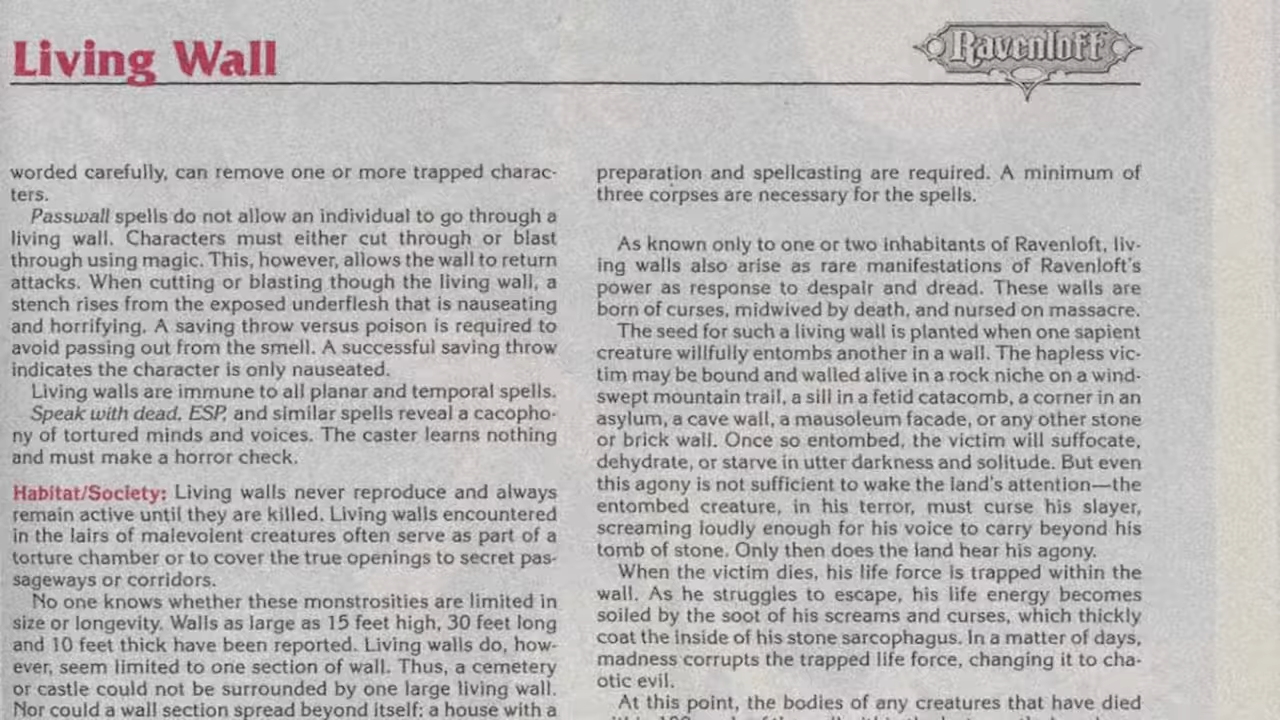 Living Wall
Ravenloft
worded carefully, can remove one or more trapped charac-
ters.
Passwall spells do not allow an individual to go through a
living wall. Characters must either cut through or blast
through using magic. This, however, allows the wall to return
attacks. When cutting or blasting though the living wall, a
stench rises from the exposed underflesh that is nauseating
and horrifying. A saving throw versus poison is required to
avoid passing out from the smell. A successful saving throw
indicates the character is only nauseated.
Living walls are immune to all planar and temporal spells.
Speak with dead, ESP, and similar spells reveal a cacopho-
ny of tortured minds and voices. The caster learns nothing
and must make a horror check.
Habitat/Society: Living walls never reproduce and always
remain active until they are killed. Living walls encountered
in the lairs of malevolent creatures often serve as part of a
torture chamber or to cover the true openings to secret pas-
sageways or corridors.
No one knows whether these monstrosities are limited in
size or longevity. Walls as large as 15 feet high, 30 feet long
and 10 feet thick have been reported. Living walls do, how-
ever, seem limited to one section of wall. Thus, a cemetery
or castle could not be surrounded by one large living wall.
Nor could a wall section spread beyond itself; a house with a
preparation and spellcasting are required. A minimum of
three corpses are necessary for the spells.
As known only to one or two inhabitants of Ravenloft, liv-
ing walls also arise as rare manifestations of Ravenloft's
power as response to despair and dread. These walls are
born of curses, midwived by death, and nursed on massacre.
The seed for such a living wall is planted when one sapient
creature willfully entombs another in a wall. The hapless vic-
tim may be bound and walled alive in a rock niche on a wind-
swept mountain trail, a sill in a fetid catacomb, a corner in an
asylum, a cave wall, a mausoleum facade, or any other stone
or brick wall. Once so entombed, the victim will suffocate,
dehydrate, or starve in utter darkness and solitude. But even
this agony is not sufficient to wake the land's attention—the
entombed creature, in his terror, must curse his slayer,
screaming loudly enough for his voice to carry beyond his
tomb of stone. Only then does the land hear his agony.
When the victim dies, his life force is trapped within the
wall. As he struggles to escape, his life energy becomes
soiled by the soot of his screams and curses, which thickly
coat the inside of his stone sarcophagus. In a matter of days,
madness corrupts the trapped life force, changing it to cha-
otic evil.
At this point, the bodies of any creatures that have died